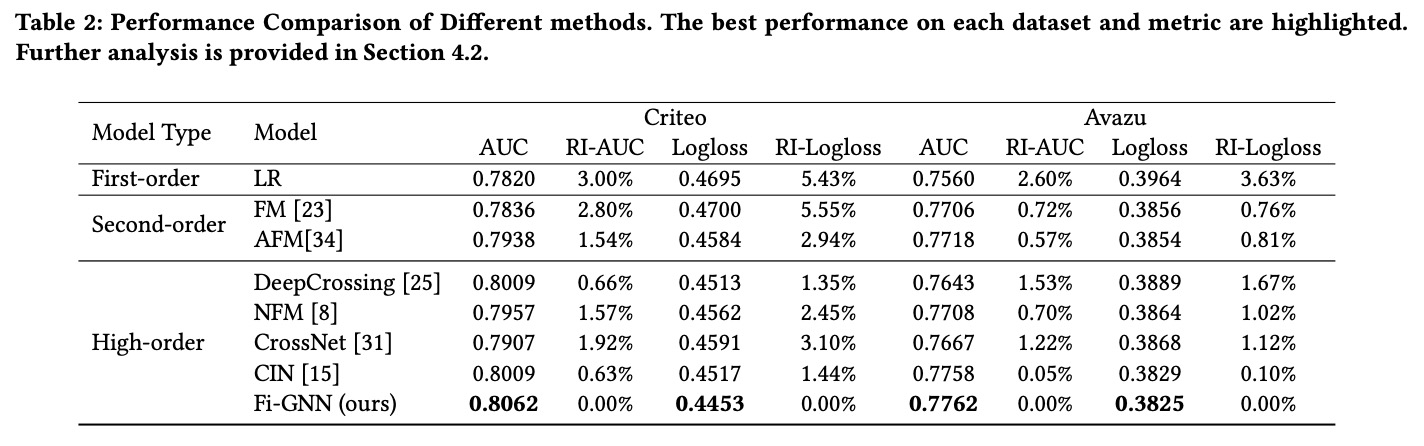 Table 2: Performance Comparison of Different methods. The best performance on each dataset and metric are highlighted.
Further analysis is provided in Section 4.2.
Model Type Model Criteo Avazu
AUC RI-AUC Logloss RI-Logloss AUC RI-AUC Logloss RI-Logloss
First-order LR 0.7820 3.00% 0.4695 5.43% 0.7560 2.60% 0.3964 3.63%
Second-order FM [23] 0.7836 2.80% 0.4700 5.55% 0.7706 0.72% 0.3856 0.76%
AFM[34] 0.7938 1.54% 0.4584 2.94% 0.7718 0.57% 0.3854 0.81%
High-order DeepCrossing [25] 0.8009 0.66% 0.4513 1.35% 0.7643 1.53% 0.3889 1.67%
NFM [8] 0.7957 1.57% 0.4562 2.45% 0.7708 0.70% 0.3864 1.02%
CrossNet [31] 0.7907 1.92% 0.4591 3.10% 0.7667 1.22% 0.3868 1.12%
CIN [15] 0.8009 0.63% 0.4517 1.44% 0.7758 0.05% 0.3829 0.10%
Fi-GNN (ours) 0.8062 0.00% 0.4453 0.00% 0.7762 0.00% 0.3825 0.00%